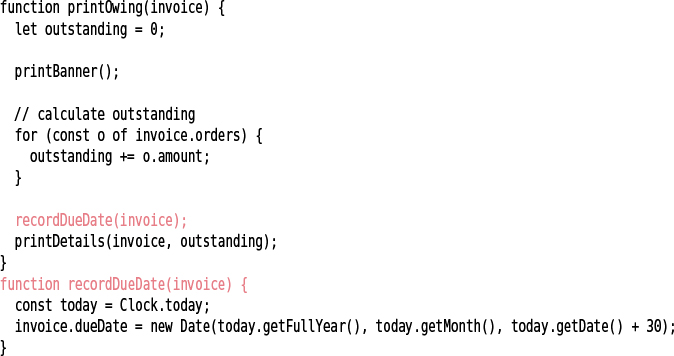 function printOwing(invoice) {
  let outstanding = 0;

  printBanner();

  // calculate outstanding
  for (const o of invoice.orders) {
    outstanding += o.amount;
  }

  recordDueDate(invoice);
  printDetails(invoice, outstanding);
}
function recordDueDate(invoice) {
  const today = Clock.today;
  invoice.dueDate = new Date(today.getFullYear(), today.getMonth(), today.getDate() + 30);
}